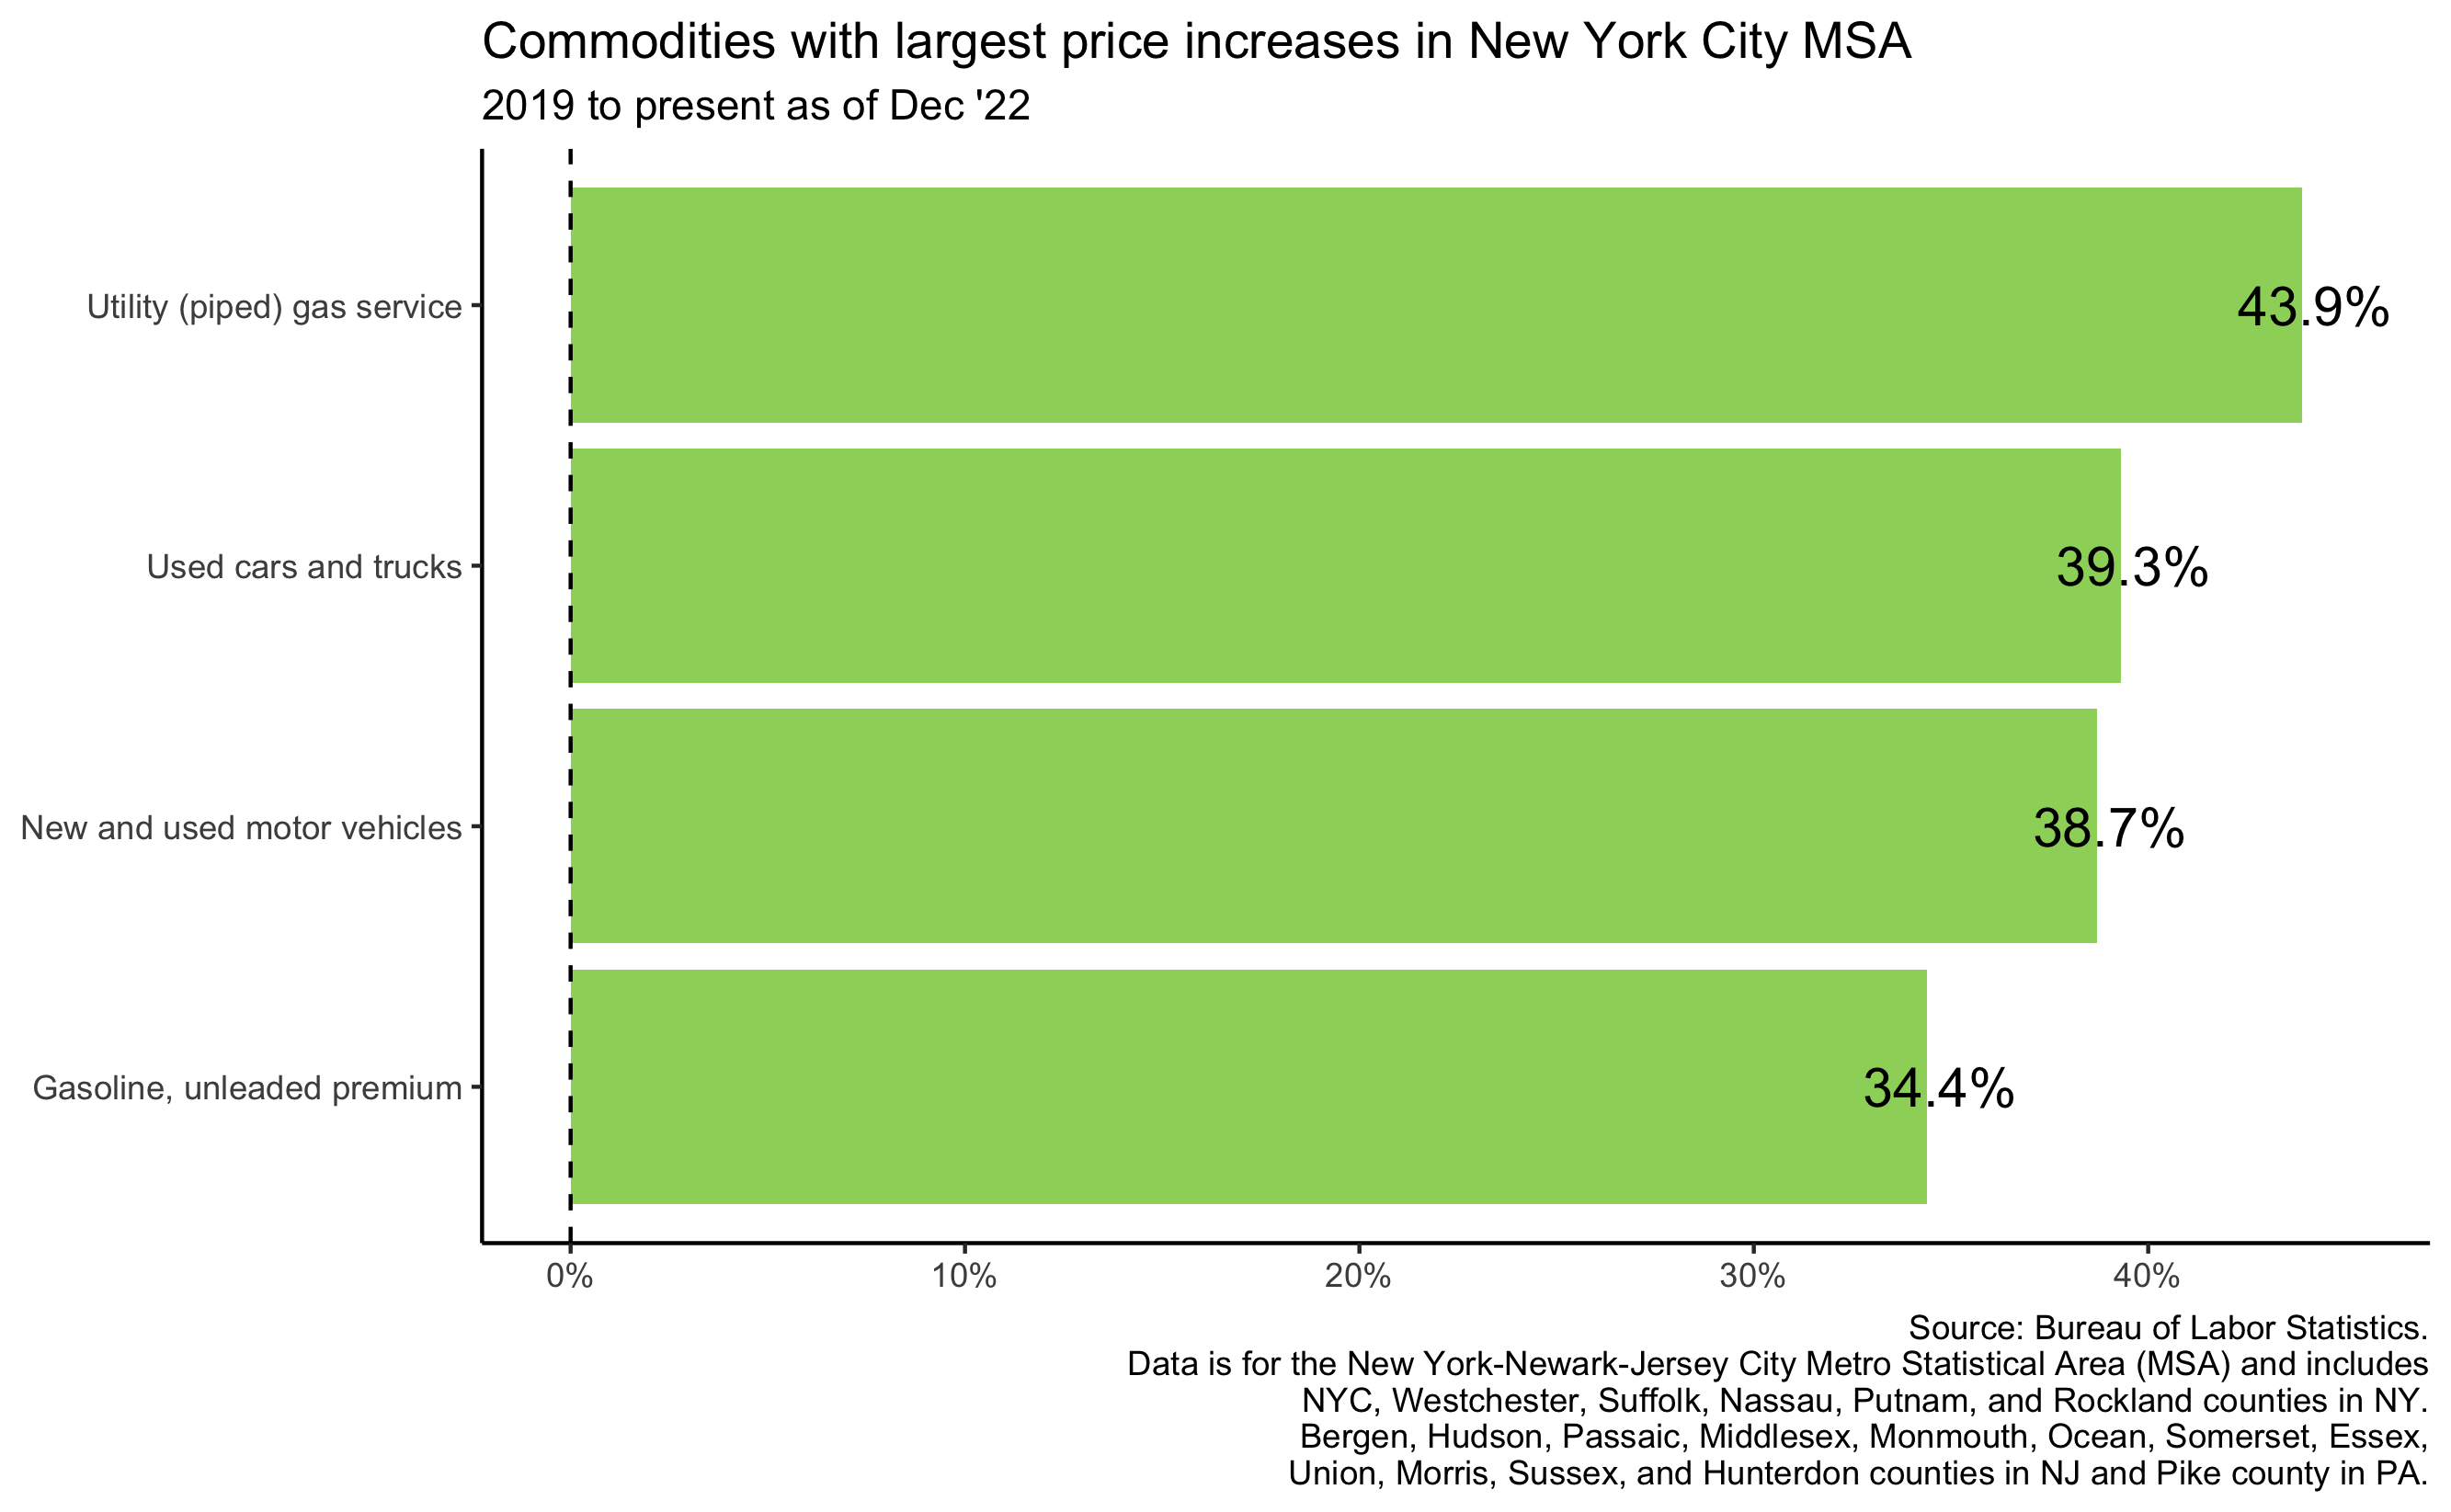 Commodities with largest price increases in New York City MSA
2019 to present as of Dec '22
Utility (piped) gas service
43.9%
Used cars and trucks
39.3%
New and used motor vehicles
38.7%
Gasoline, unleaded premium
34.4%
0% 10% 20% 30% 40%
Source: Bureau of Labor Statistics.
Data is for the New York-Newark-Jersey City Metro Statistical Area (MSA) and includes
NYC, Westchester, Suffolk, Nassau, Putnam, and Rockland counties in NY.
Bergen, Hudson, Passaic, Middlesex, Monmouth, Ocean, Somerset, Essex,
Union, Morris, Sussex, and Hunterdon counties in NJ and Pike county in PA.